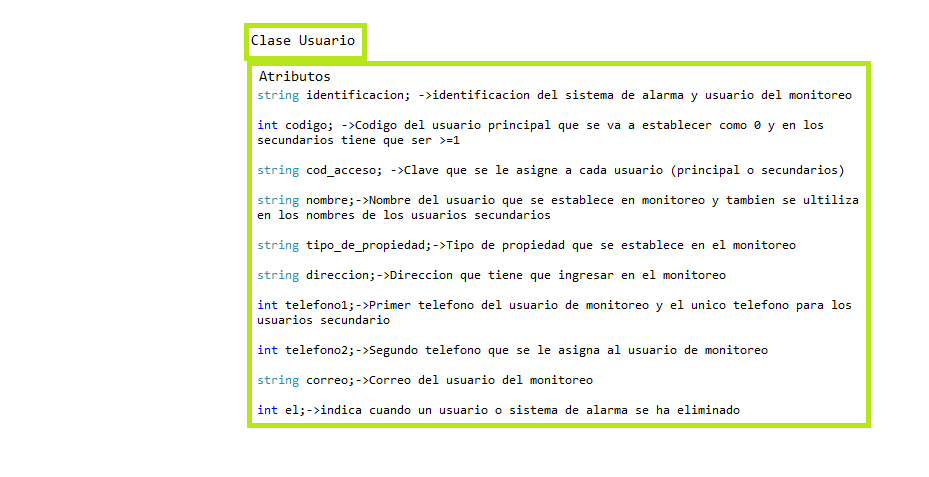 Clase Usuario
Atributos
string identificacion; ->identificacion del sistema de alarma y usuario del monitoreo
int codigo; ->Codigo del usuario principal que se va a establecer como 0 y en los
secundarios tiene que ser >=1
string cod_acceso; ->Clave que se le asigne a cada usuario (principal o secundarios)
string nombre;->Nombre del usuario que se establece en monitoreo y tambien se ultiliza
en los nombres de los usuarios secundarios
string tipo_de_propiedad;->Tipo de propiedad que se establece en el monitoreo
string direccion;->Direccion que tiene que ingresar en el monitoreo
int telefono1;->Primer telefono del usuario de monitoreo y el unico telefono para los
usuarios secundario
int telefono2;->Segundo telefono que se le asigna al usuario de monitoreo
string correo;->Correo del usuario del monitoreo
int el;->indica cuando un usuario o sistema de alarma se ha eliminado